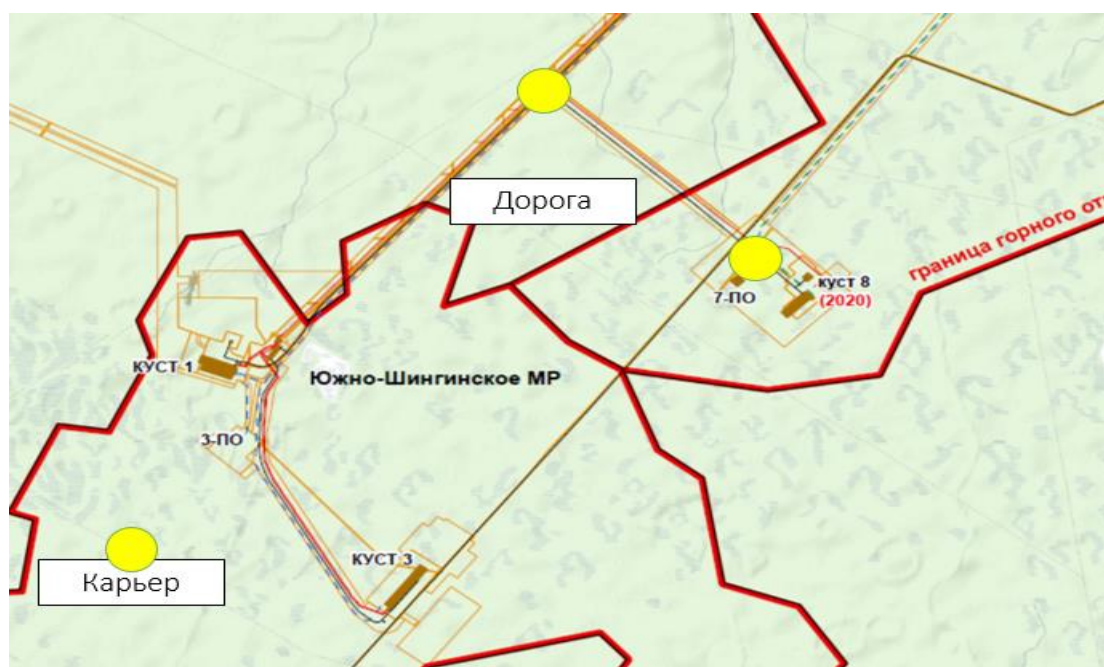 Дорога
граница горного от
куст 8
(2020)
7-ПО
КУСТ 1
Южно-Шингинское МР
3-ПО
КУСТ 3
Карьер